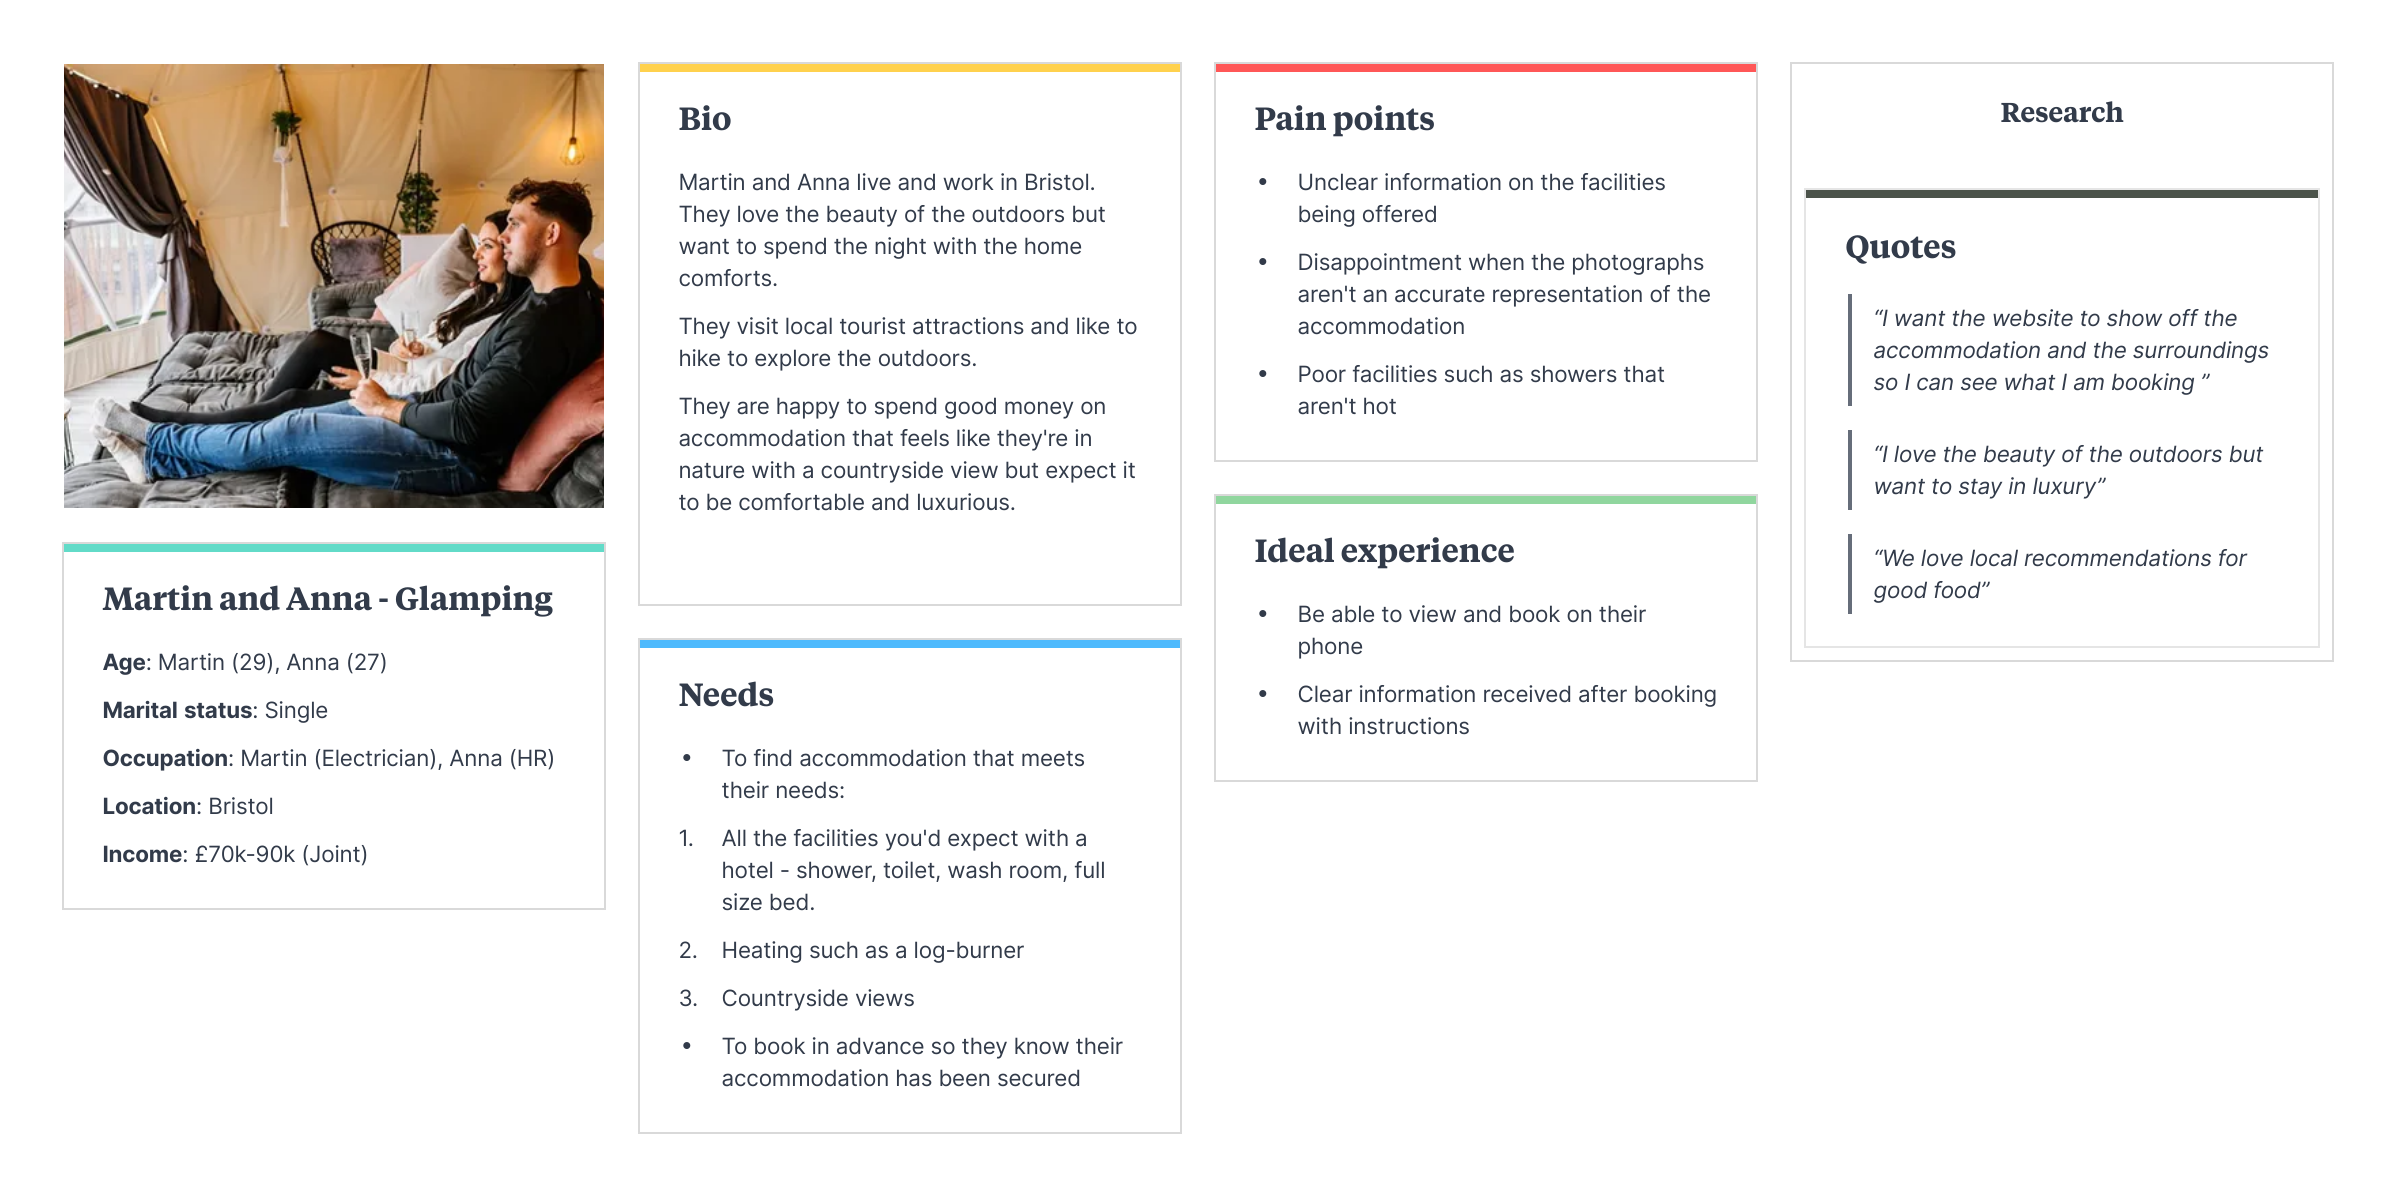 Martin and Anna - Glamping
Age: Martin (29), Anna (27)
Marital status: Single
Occupation: Martin (Electrician), Anna (HR)
Location: Bristol
Income: £70k-90k (Joint)
Bio
Martin and Anna live and work in Bristol.
They love the beauty of the outdoors but
want to spend the night with the home
comforts.
They visit local tourist attractions and like to
hike to explore the outdoors.
They are happy to spend good money on
accommodation that feels like they're in
nature with a countryside view but expect it
to be comfortable and luxurious.
Needs
• To find accommodation that meets
their needs:
1. All the facilities you'd expect with a
hotel - shower, toilet, wash room, full
size bed.
2. Heating such as a log-burner
3. Countryside views
• To book in advance so they know their
accommodation has been secured
Pain points
• Unclear information on the facilities
being offered
• Disappointment when the photographs
aren't an accurate representation of the
accommodation
• Poor facilities such as showers that
aren't hot
Ideal experience
• Be able to view and book on their
phone
• Clear information received after booking
with instructions
Research
Quotes
“I want the website to show off the
accommodation and the surroundings
so I can see what I am booking ”
“I love the beauty of the outdoors but
want to stay in luxury”
“We love local recommendations for
good food”